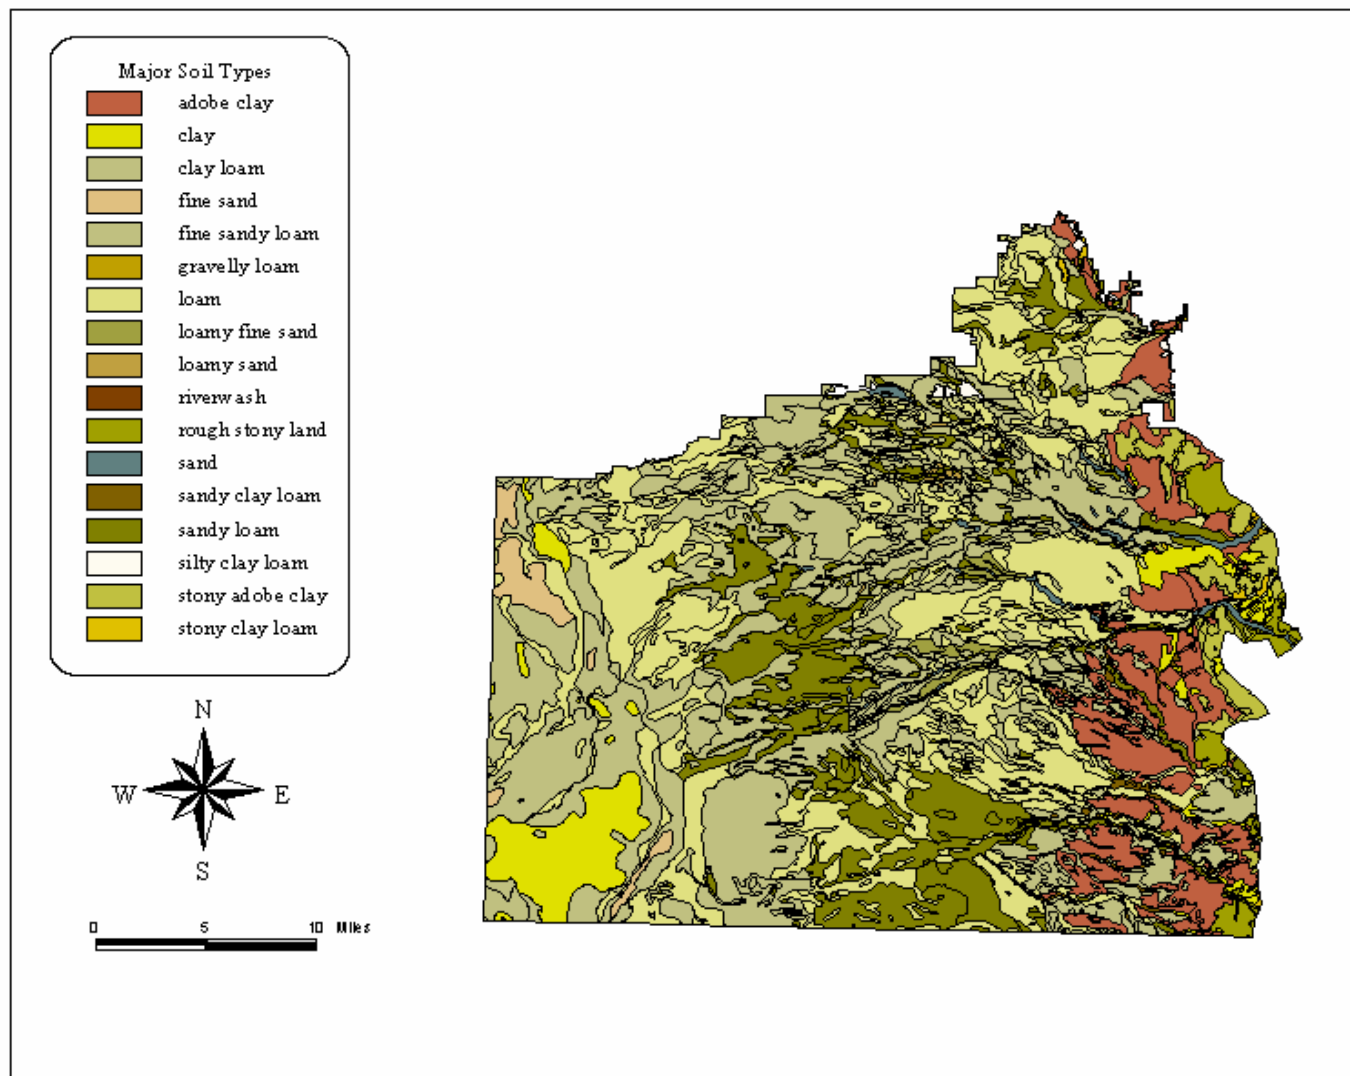 Major Soil Types
adobe clay
clay
clay loam
fine sand
fine sandy loam
gravelly loam
loam
loamy fine sand
loamy sand
riverwash
rough stony land
sand
sandy clay loam
sandy loam
silty clay loam
stony adobe clay
stony clay loam
N
W E
S
0 5 10 Miles